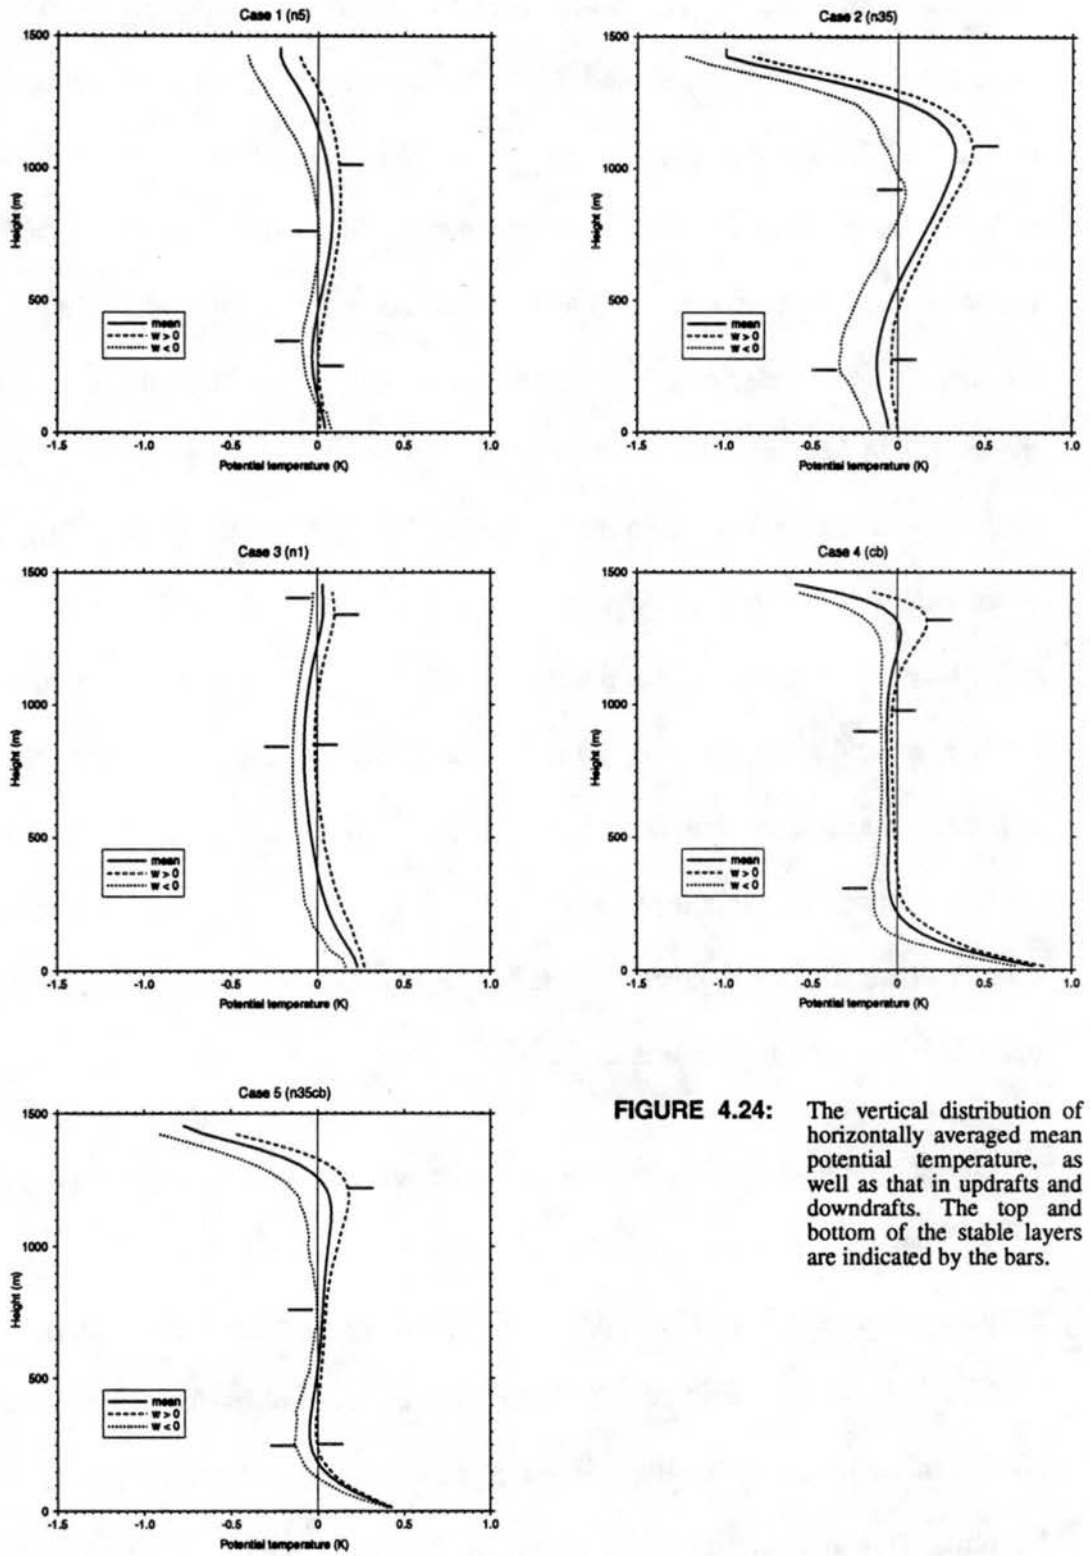 Case 1 (n5)
1500
1000
500
0
Height (m)
mean
w > 0
w < 0
-1.5 -1.0 -0.5 0 0.5 1.0
Potential temperature (K)
Case 2 (n35)
1500
1000
500
0
Height (m)
mean
w > 0
w < 0
-1.5 -1.0 -0.5 0 0.5 1.0
Potential temperature (K)
Case 3 (n1)
1500
1000
500
0
Height (m)
mean
w > 0
w < 0
-1.5 -1.0 -0.5 0 0.5 1.0
Potential temperature (K)
Case 4 (cb)
1500
1000
500
0
Height (m)
mean
w > 0
w < 0
-1.5 -1.0 -0.5 0 0.5 1.0
Potential temperature (K)
Case 5 (n35cb)
1500
1000
500
0
Height (m)
mean
w > 0
w < 0
-1.5 -1.0 -0.5 0 0.5 1.0
Potential temperature (K)
FIGURE 4.24: The vertical distribution of
horizontally averaged mean
potential temperature, as
well as that in updrafts and
downdrafts. The top and
bottom of the stable layers
are indicated by the bars.